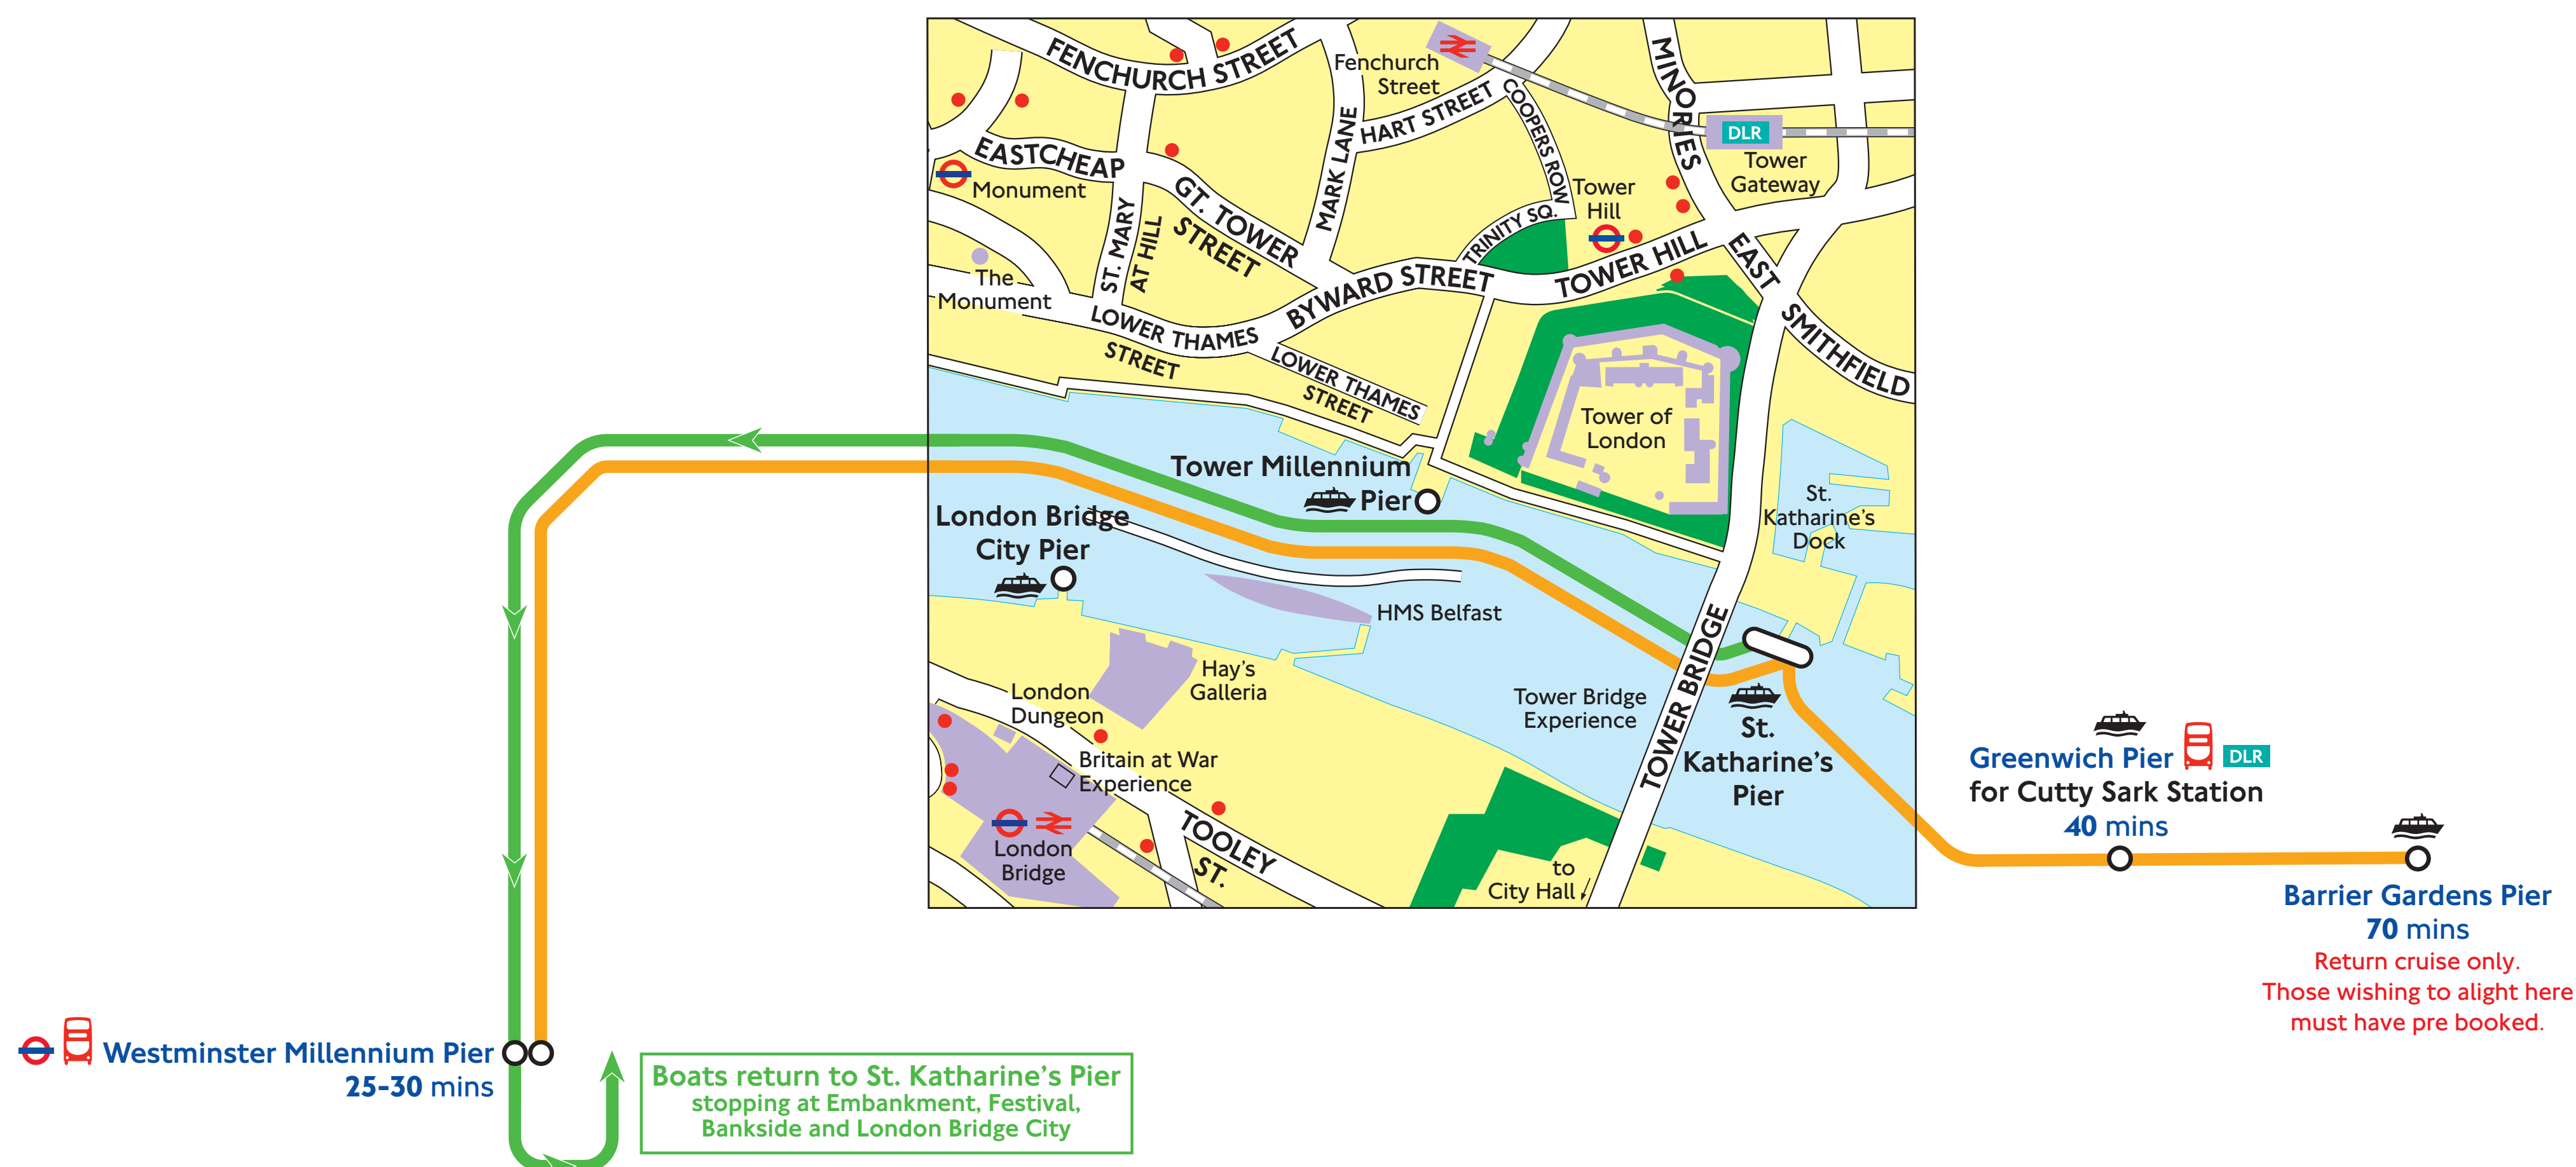 FENCHURCH STREET
Fenchurch
Street
MINORIES
HART STREET
COOPERS ROW
MARK LANE
DLR
Tower
Gateway
EASTCHEAP
Monument
GT. TOWER
STREET
Tower
Hill
TRINITY SQ.
ST. MARY
AT HILL
The
Monument
BYWARD STREET
TOWER HILL
EAST SMITHFIELD
LOWER THAMES
STREET
LOWER THAMES
STREET
Tower of
London
Tower Millennium
Pier
St.
Katharine's
Dock
London Bridge
City Pier
HMS Belfast
Hay's
Galleria
London
Dungeon
Tower Bridge
Experience
TOWER BRIDGE
St.
Katharine's
Pier
Britain at War
Experience
London
Bridge
TOOLEY
ST.
to
City Hall
Greenwich Pier
DLR
for Cutty Sark Station
40 mins
Barrier Gardens Pier
70 mins
Return cruise only.
Those wishing to alight here
must have pre booked.
Westminster Millennium Pier
25-30 mins
Boats return to St. Katharine's Pier
stopping at Embankment, Festival,
Bankside and London Bridge City